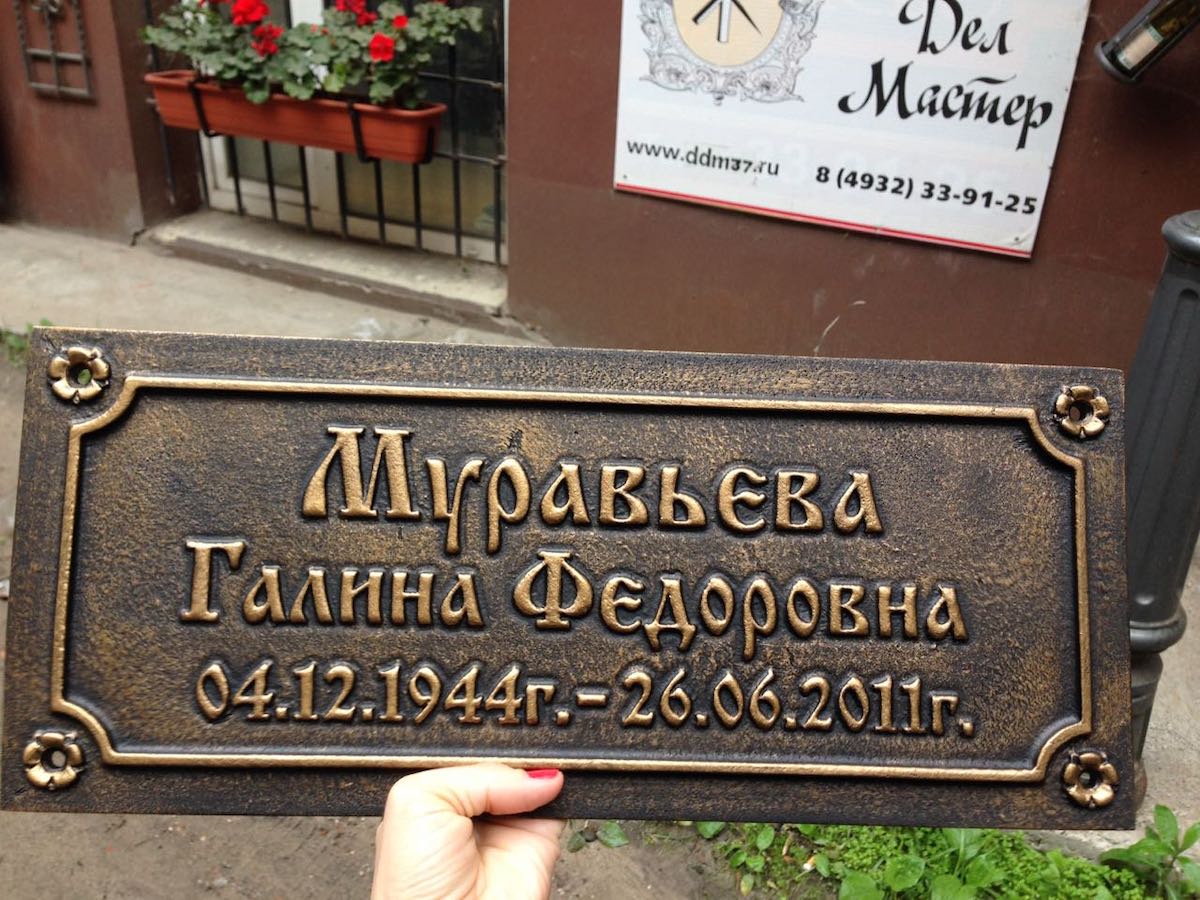 Дел
Мастер
www.ddm37.ru
8 (4932) 33-91-25
Муравьева
Галина Федоровна
04.12.1944г.-26.06.2011г.